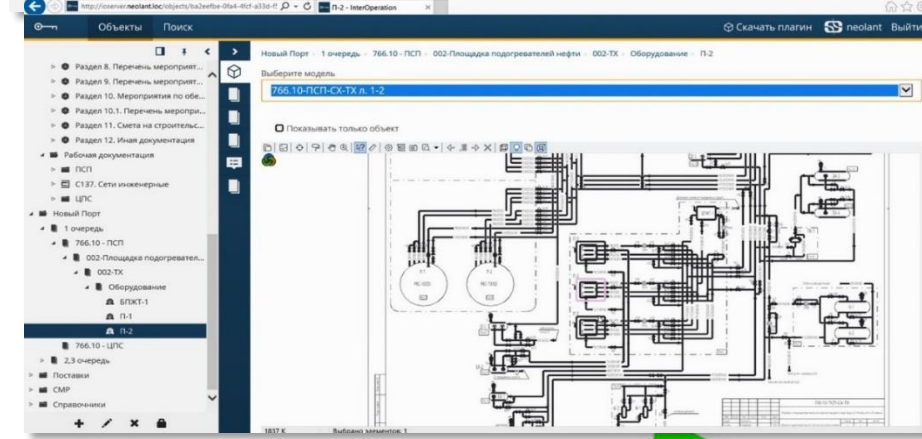 П-2 - InterOperation
Объекты Поиск
Скачать плагин neolant Выйти
Раздел 8. Перечень мероприят...
Раздел 9. Перечень мероприят...
Раздел 10. Мероприятия по обе...
Раздел 10.1. Перечень меропри...
Раздел 11. Смета на строительс...
Раздел 12. Иная документация
Рабочая документация
ПСП
С137. Сети инженерные
ЦПС
Новый Порт
1 очередь
766.10 - ПСП
002-Площадка подогревател...
002-ТХ
Оборудование
БПЖТ-1
П-1
П-2
766.10 - ЦПС
2,3 очередь
Поставки
СМР
Справочники
Новый Порт 1 очередь 766.10 - ПСП 002-Площадка подогревателей нефти 002-ТХ Оборудование П-2
Выберите модель
766.10-ПСП-СХ-ТХ л. 1-2
Показывать только объект
1837 K Выбрано элементов: 1